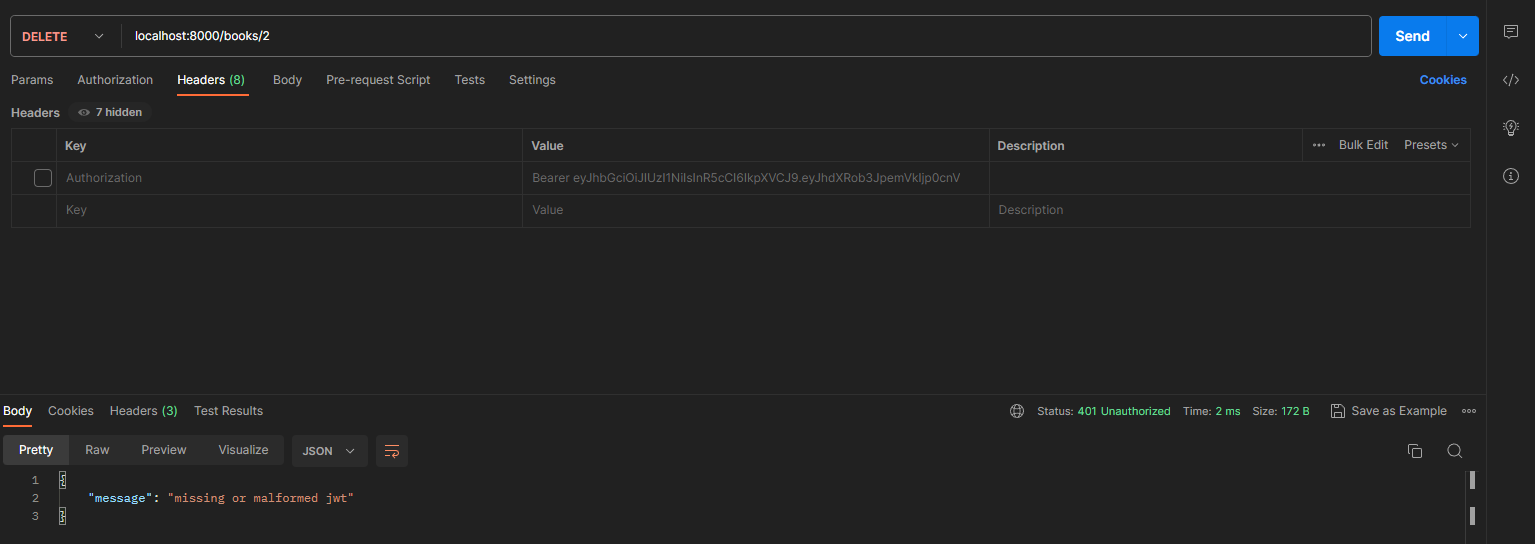 DELETE localhost:8000/books/2 Send
Params Authorization Headers (8) Body Pre-request Script Tests Settings Cookies
Headers 7 hidden
Key Value Description Bulk Edit Presets
Authorization Bearer eyJhbGciOiJIUzI1NiIsInR5cCI6IkpXVCJ9.eyJhdXRob3JpemVkIjp0cnV
Key Value Description
Body Cookies Headers (3) Test Results Status: 401 Unauthorized Time: 2 ms Size: 172 B Save as Example
Pretty Raw Preview Visualize JSON
1 {
2 "message": "missing or malformed jwt"
3 }